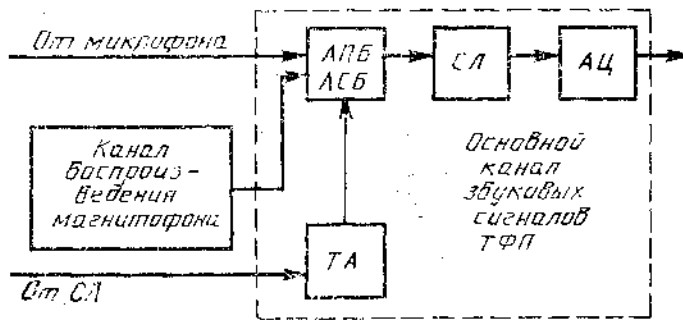 От микрофона
АПБ
АСБ
СЛ
АЦ
Канал
воспроиз-
ведения
магнитофона
Основной
канал
звуковых
сигналов
ТФП
ТА
От СЛ